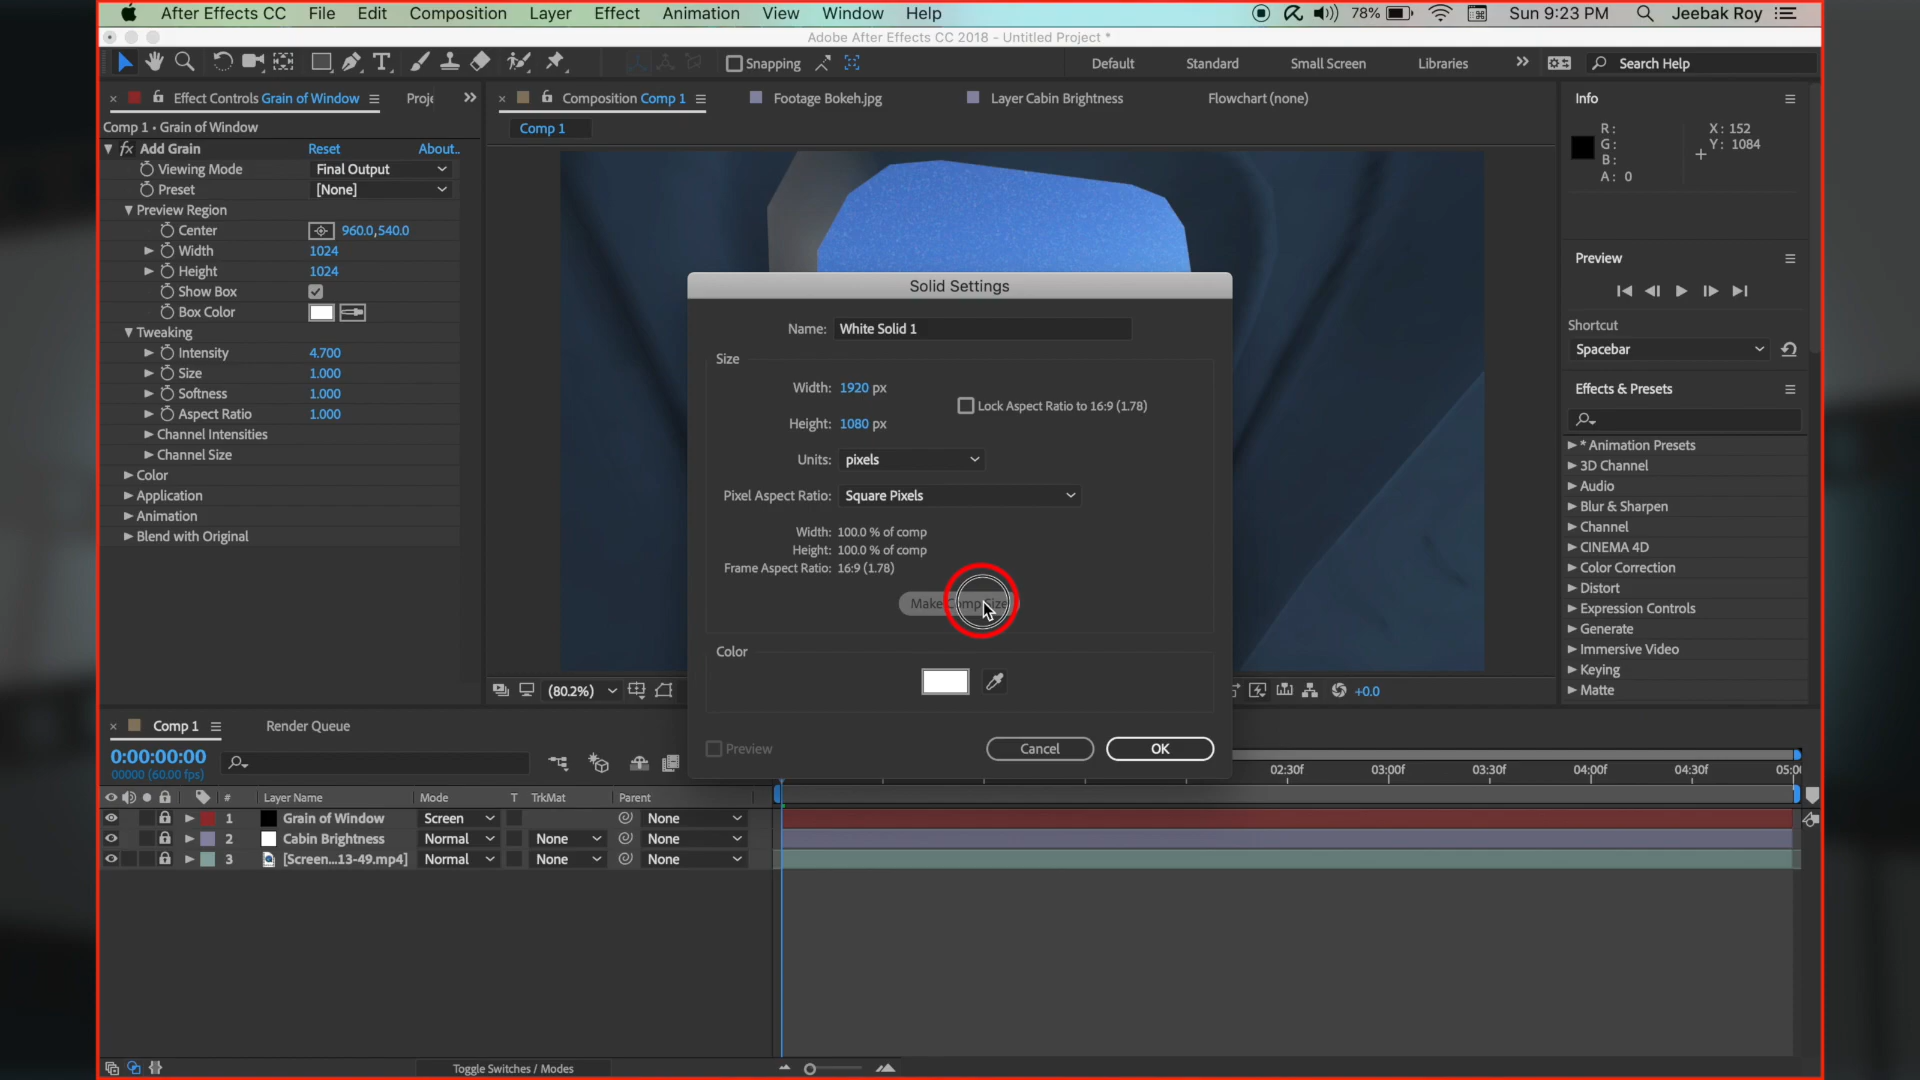 After Effects CC File Edit Composition Layer Effect Animation View Window Help 78% Sun 9:23 PM Jeebak Roy
Adobe After Effects CC 2018 - Untitled Project *
Snapping Default Standard Small Screen Libraries Search Help
Effect Controls Grain of Window Composition Comp 1 Footage Bokeh.jpg Layer Cabin Brightness Flowchart (none) Info
Comp 1 • Grain of Window
Comp 1
fx Add Grain Reset About..
Viewing Mode Final Output
Preset [None]
Preview Region
Center 960.0,540.0
Width 1024
Height 1024
Show Box
Box Color
Tweaking
Intensity 4.700
Size 1.000
Softness 1.000
Aspect Ratio 1.000
Channel Intensities
Channel Size
Color
Application
Animation
Blend with Original
Solid Settings
Name: White Solid 1
Size
Width: 1920 px
Lock Aspect Ratio to 16:9 (1.78)
Height: 1080 px
Units: pixels
Pixel Aspect Ratio: Square Pixels
Width: 100.0 % of comp
Height: 100.0 % of comp
Frame Aspect Ratio: 16:9 (1.78)
Make Comp Size
Color
Preview Cancel OK
(80.2%) +0.0
R: X: 152
G: Y: 1084
B:
A: 0
Preview
Shortcut
Spacebar
Effects & Presets
* Animation Presets
3D Channel
Audio
Blur & Sharpen
Channel
CINEMA 4D
Color Correction
Distort
Expression Controls
Generate
Immersive Video
Keying
Matte
Comp 1 Render Queue
0:00:00:00
00000 (60.00 fps)
02:30f 03:00f 03:30f 04:00f 04:30f
# Layer Name Mode T TrkMat Parent
1 Grain of Window Screen None
2 Cabin Brightness Normal None None
3 [Screen...13-49.mp4] Normal None None
Toggle Switches / Modes